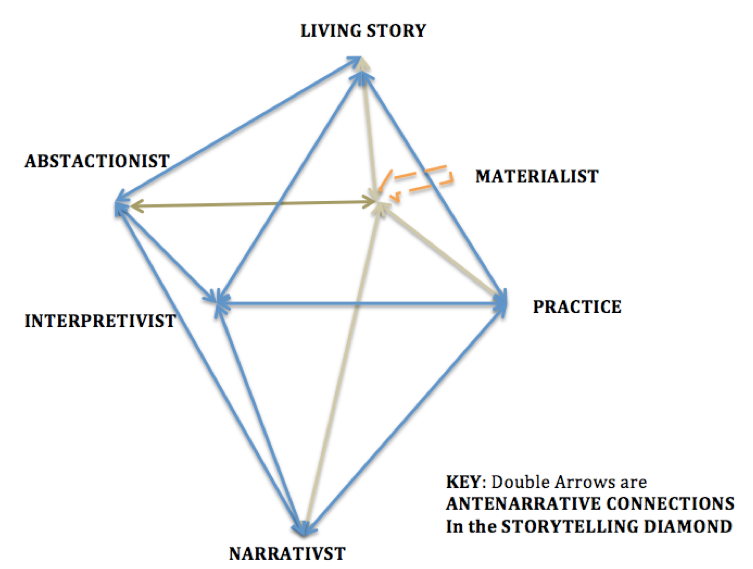 LIVING STORY
ABSTACTIONIST
MATERIALIST
PRACTICE
INTERPRETIVIST
KEY: Double Arrows are
ANTENARRATIVE CONNECTIONS
In the STORYTELLING DIAMOND
NARRATIVST